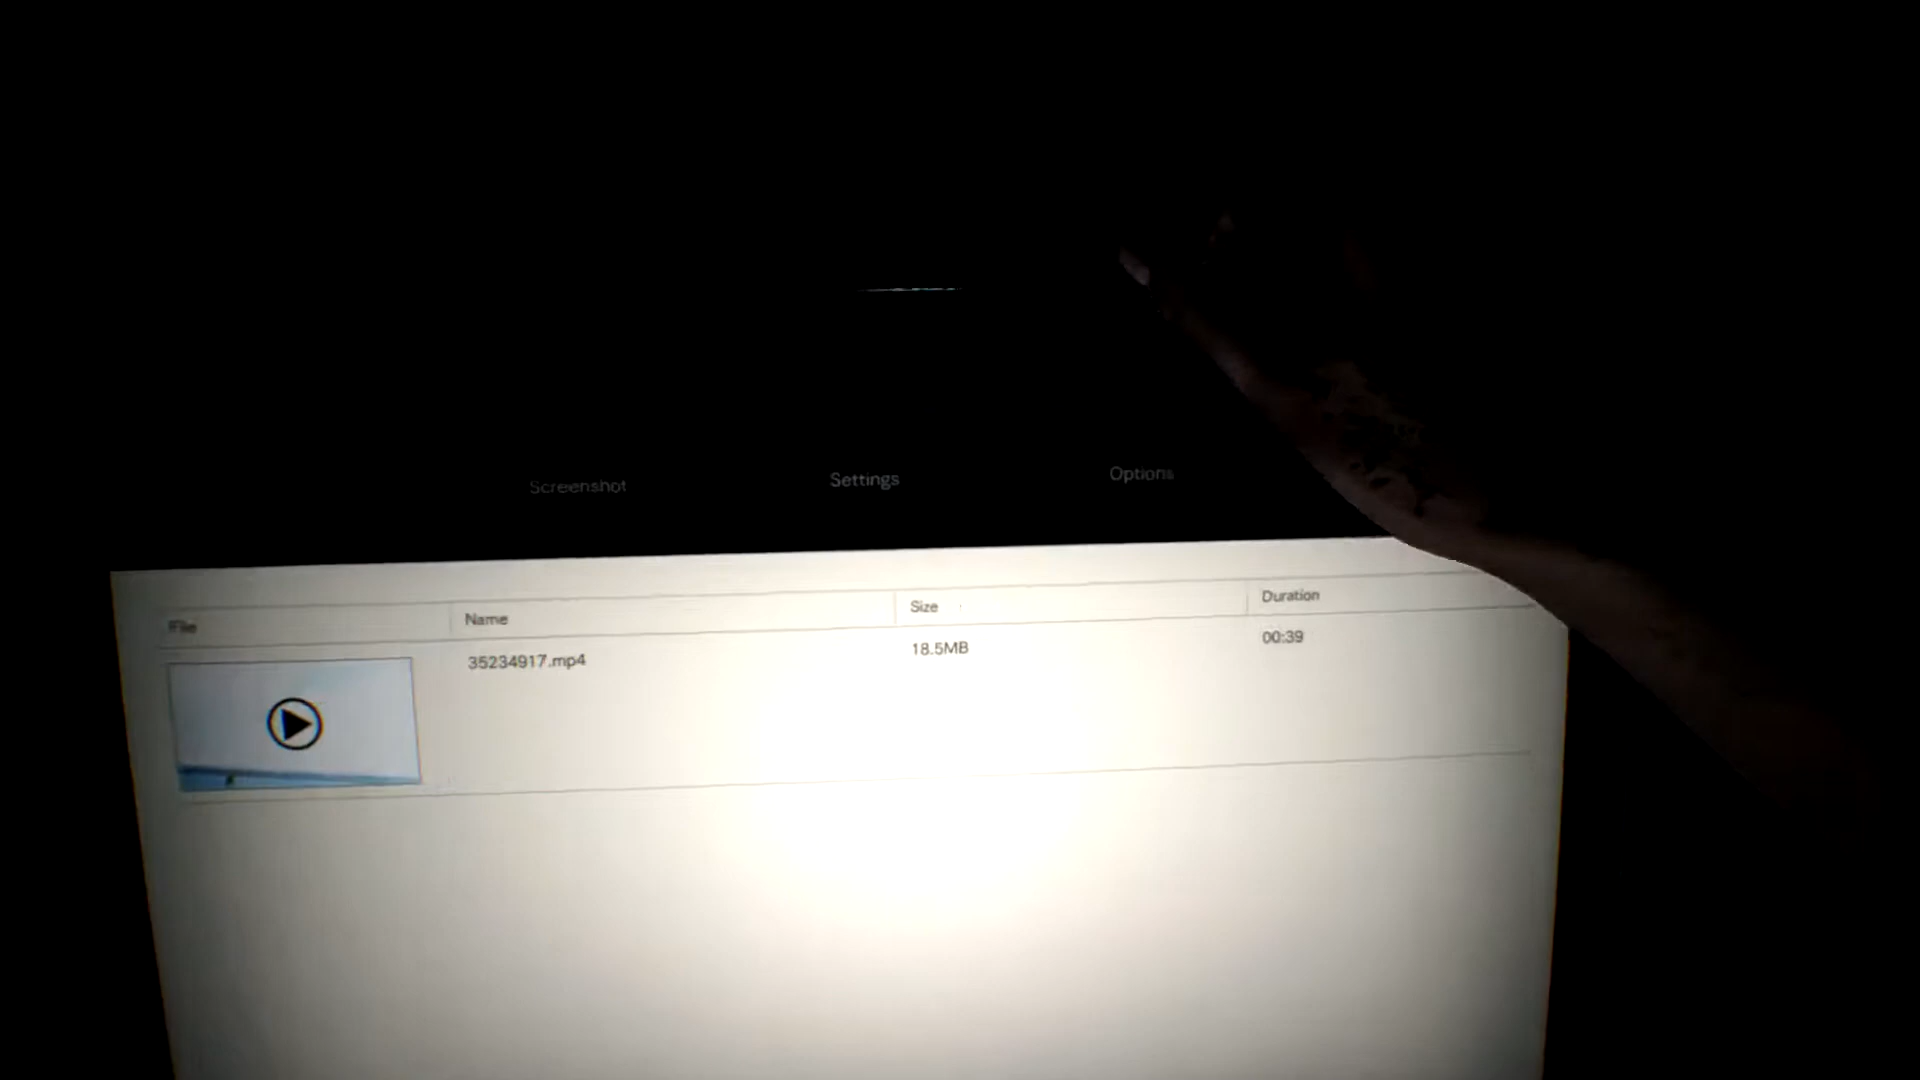 Screenshot Settings Options
File Name Size Duration
35234917.mp4 18.5MB 00:39